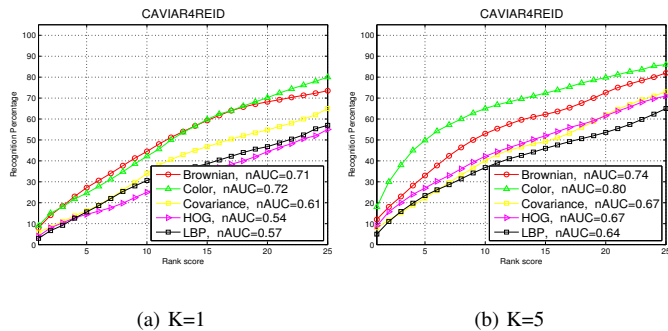 CAVIAR4REID
100
90
80
70
60
50
40
30
20
10
0
5
10
15
20
25
Recognition Percentage
Rank score
Brownian, nAUC=0.71
Color, nAUC=0.72
Covariance, nAUC=0.61
HOG, nAUC=0.54
LBP, nAUC=0.57
(a) K=1
CAVIAR4REID
100
90
80
70
60
50
40
30
20
10
0
5
10
15
20
25
Recognition Percentage
Rank score
Brownian, nAUC=0.74
Color, nAUC=0.80
Covariance, nAUC=0.67
HOG, nAUC=0.67
LBP, nAUC=0.64
(b) K=5